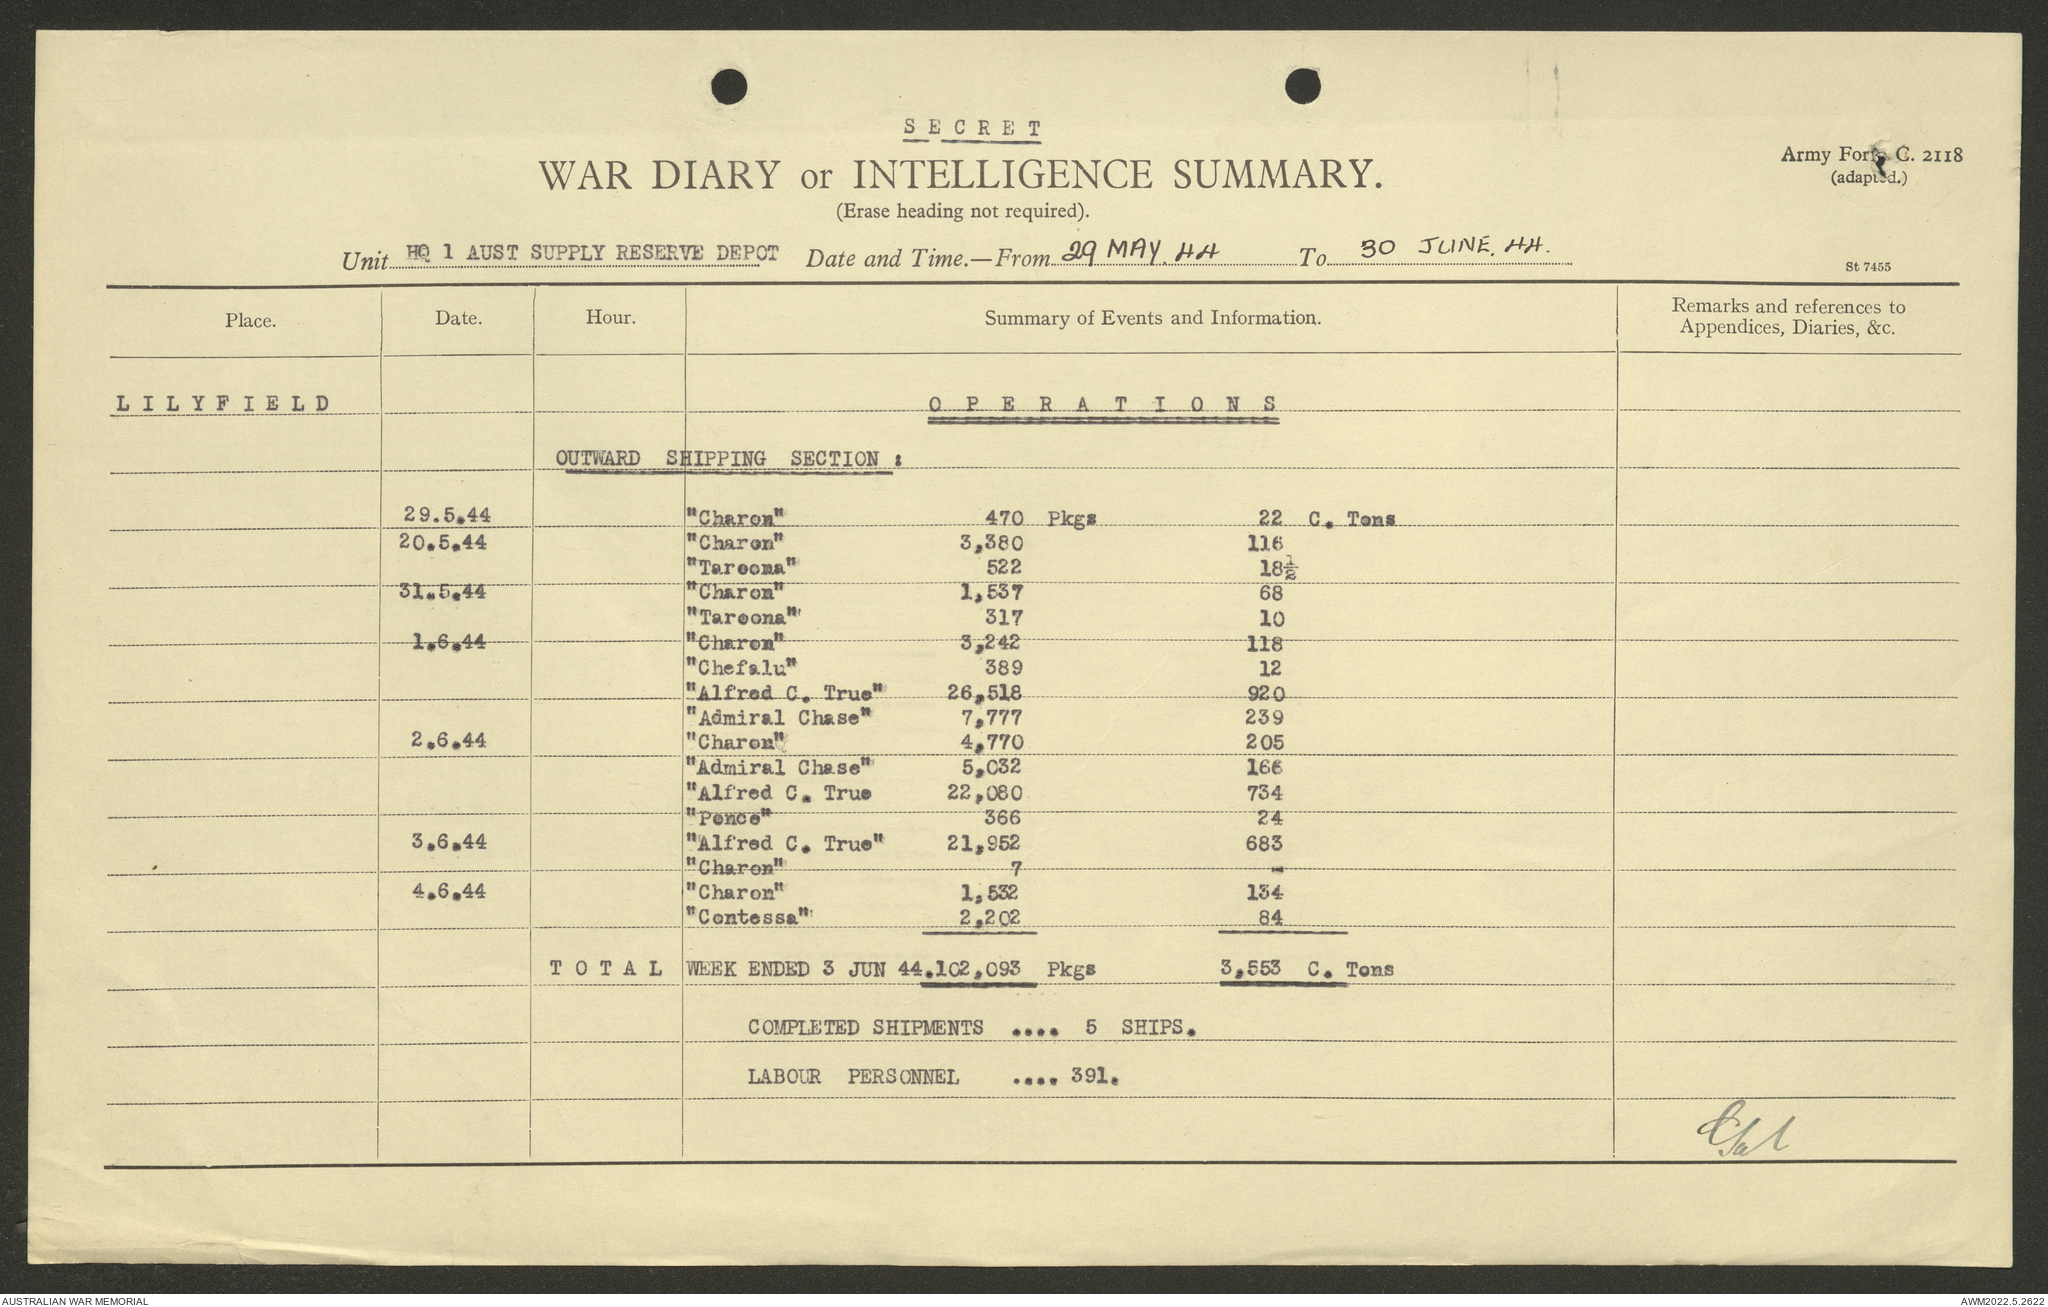 SECRET
WAR DIARY or INTELLIGENCE SUMMARY.
(Erase heading not required).
Army Form C. 2118
(adapted.)
Unit HQ 1 AUST SUPPLY RESERVE DEPOT Date and Time.—From 29 MAY. 44 To 30 JUNE. 44.
St 7455
Place. Date. Hour. Summary of Events and Information. Remarks and references to Appendices, Diaries, &c.
LILYFIELD OPERATIONS
OUTWARD SHIPPING SECTION :
29.5.44 "Charon" 470 Pkgs 22 C. Tons
20.5.44 "Charon" 3,380 116
"Taroona" 522 18½
31.5.44 "Charon" 1,537 68
"Taroona" 317 10
1.6.44 "Charon" 3,242 118
"Chefalu" 389 12
"Alfred C. True" 26,518 920
"Admiral Chase" 7,777 239
2.6.44 "Charon" 4,770 205
"Admiral Chase" 5,032 166
"Alfred C. True 22,080 734
"Ponce" 366 24
3.6.44 "Alfred C. True" 21,952 683
"Charon" 7 -
4.6.44 "Charon" 1,532 134
"Contessa" 2,202 84
TOTAL WEEK ENDED 3 JUN 44.102,093 Pkgs 3,553 C. Tons
COMPLETED SHIPMENTS .... 5 SHIPS.
LABOUR PERSONNEL .... 391.
AUSTRALIAN WAR MEMORIAL
AWM2022.5.2622